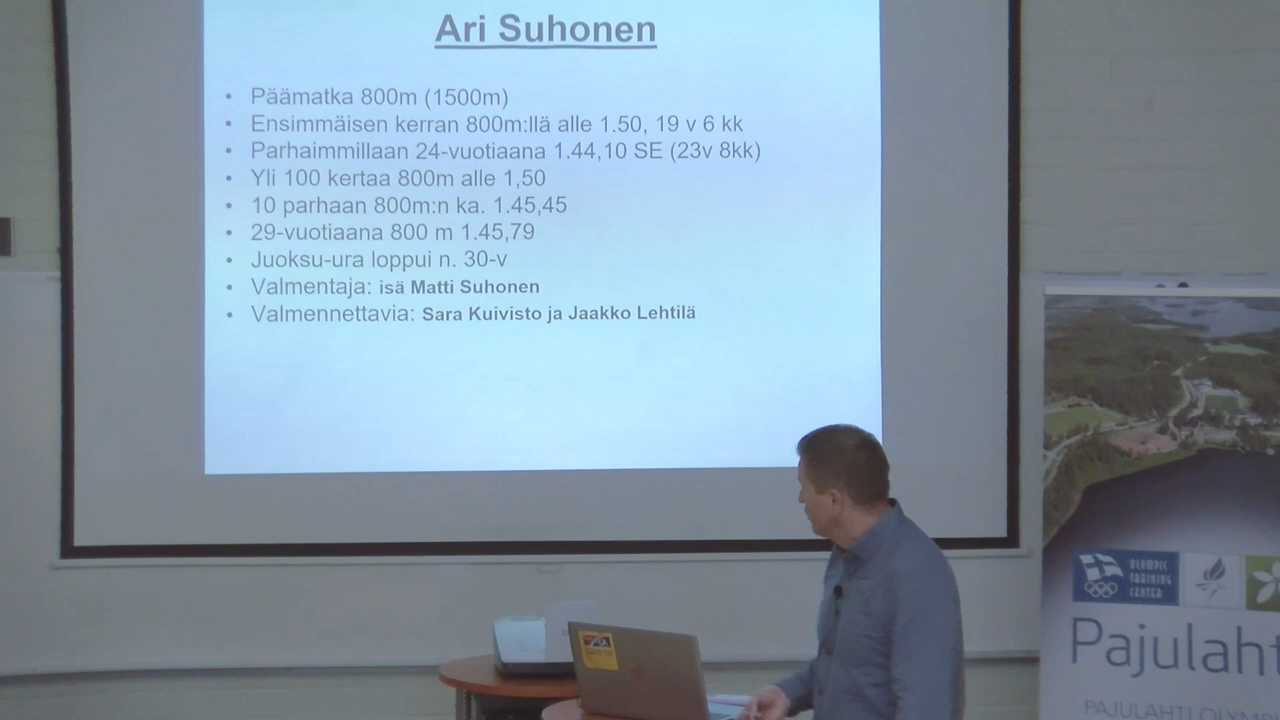 Ari Suhonen
• Päämatka 800m (1500m)
• Ensimmäisen kerran 800m:llä alle 1.50, 19 v 6 kk
• Parhaimmillaan 24-vuotiaana 1.44,10 SE (23v 8kk)
• Yli 100 kertaa 800m alle 1,50
• 10 parhaan 800m:n ka. 1.45,45
• 29-vuotiaana 800 m 1.45,79
• Juoksu-ura loppui n. 30-v
• Valmentaja: isä Matti Suhonen
• Valmennettavia: Sara Kuivisto ja Jaakko Lehtilä
OLYMPIC
TRAINING
CENTER
Pajulaht
PAJULAHTI OLYMP